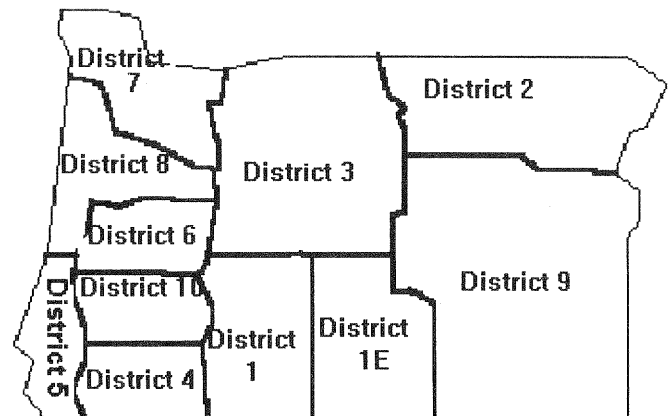 District
7
District 2
District 8
District 3
District 6
District 9
District 10
District 5
District
1
District
1E
District 4